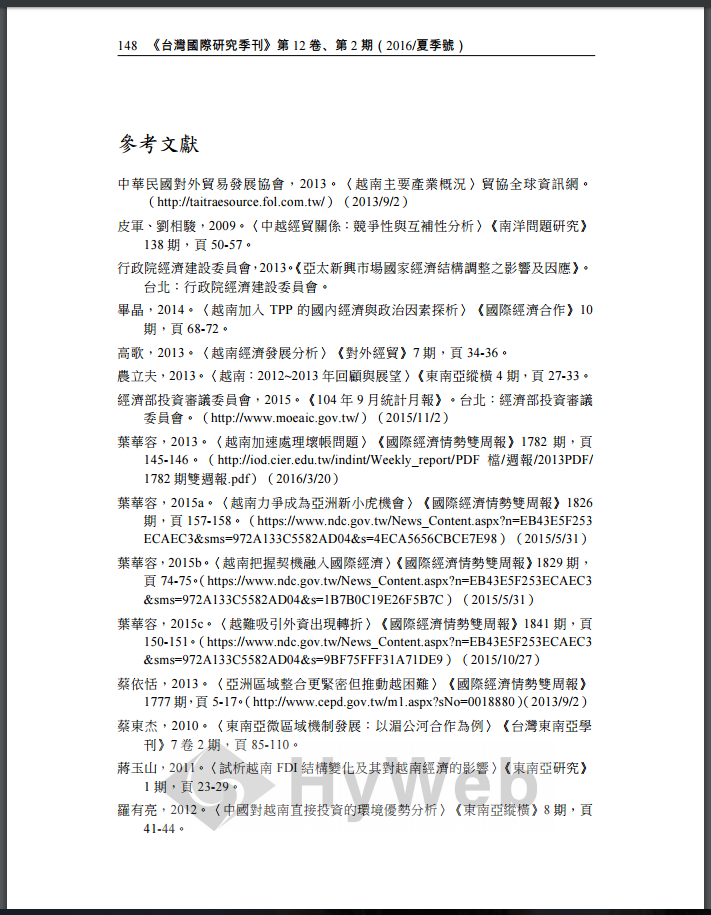 148 《台灣國際研究季刊》第 12 卷、第 2 期（2016/夏季號）
參考文獻
中華民國對外貿易發展協會，2013。〈越南主要產業概況〉貿協全球資訊網。
（http://taitraesource.fol.com.tw/）（2013/9/2）
皮軍、劉相駿，2009。〈中越經貿關係：競爭性與互補性分析〉《南洋問題研究》
138 期，頁 50-57。
行政院經濟建設委員會，2013。《亞太新興市場國家經濟結構調整之影響及因應》。
台北：行政院經濟建設委員會。
畢晶，2014。〈越南加入 TPP 的國內經濟與政治因素探析〉《國際經濟合作》10
期，頁 68-72。
高歌，2013。〈越南經濟發展分析〉《對外經貿》7 期，頁 34-36。
農立夫，2013。〈越南：2012~2013 年回顧與展望〉《東南亞縱橫 4 期，頁 27-33。
經濟部投資審議委員會，2015。《104 年 9 月統計月報》。台北：經濟部投資審議
委員會。（http://www.moeaic.gov.tw/）（2015/11/2）
葉華容，2013。〈越南加速處理壞帳問題〉《國際經濟情勢雙周報》1782 期，頁
145-146。（http://iod.cier.edu.tw/indint/Weekly_report/PDF 檔/週報/2013PDF/
1782 期雙週報.pdf）（2016/3/20）
葉華容，2015a。〈越南力爭成為亞洲新小虎機會〉《國際經濟情勢雙周報》1826
期，頁 157-158。（https://www.ndc.gov.tw/News_Content.aspx?n=EB43E5F253
ECAEC3&sms=972A133C5582AD04&s=4ECA5656CBCE7E98）（2015/5/31）
葉華容，2015b。〈越南把握契機融入國際經濟〉《國際經濟情勢雙周報》1829 期，
頁 74-75。（https://www.ndc.gov.tw/News_Content.aspx?n=EB43E5F253ECAEC3
&sms=972A133C5582AD04&s=1B7B0C19E26F5B7C）（2015/5/31）
葉華容，2015c。〈越難吸引外資出現轉折〉《國際經濟情勢雙周報》1841 期，頁
150-151。（https://www.ndc.gov.tw/News_Content.aspx?n=EB43E5F253ECAEC3
&sms=972A133C5582AD04&s=9BF75FFF31A71DE9）（2015/10/27）
蔡依恬，2013。〈亞洲區域整合更緊密但推動越困難〉《國際經濟情勢雙周報》
1777 期，頁 5-17。（http://www.cepd.gov.tw/m1.aspx?sNo=0018880）（2013/9/2）
蔡東杰，2010。〈東南亞微區域機制發展：以湄公河合作為例〉《台灣東南亞學
刊》7 卷 2 期，頁 85-110。
蔣玉山，2011。〈試析越南 FDI 結構變化及其對越南經濟的影響〉《東南亞研究》
1 期，頁 23-29。
羅有亮，2012。〈中國對越南直接投資的環境優勢分析〉《東南亞縱橫》8 期，頁
41-44。
HyWeb